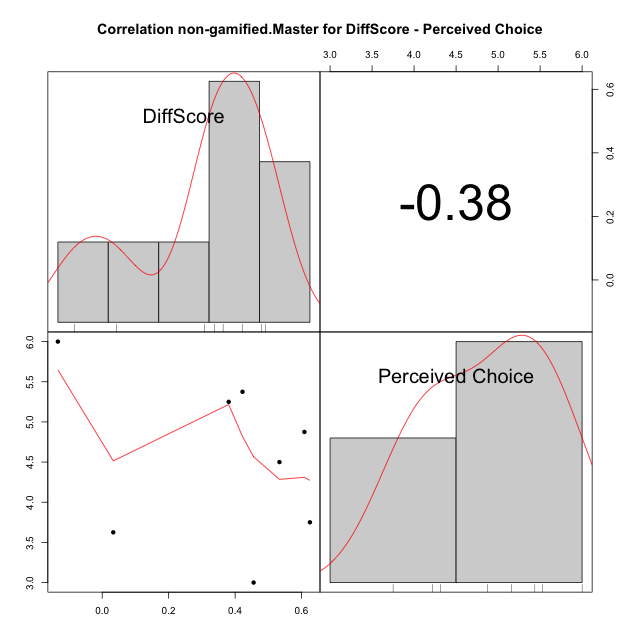 Correlation non-gamified.Master for DiffScore - Perceived Choice
3.0 3.5 4.0 4.5 5.0 5.5 6.0
DiffScore
-0.38
0.6
0.4
0.2
0.0
Perceived Choice
6.0
5.5
5.0
4.5
4.0
3.5
3.0
0.0 0.2 0.4 0.6